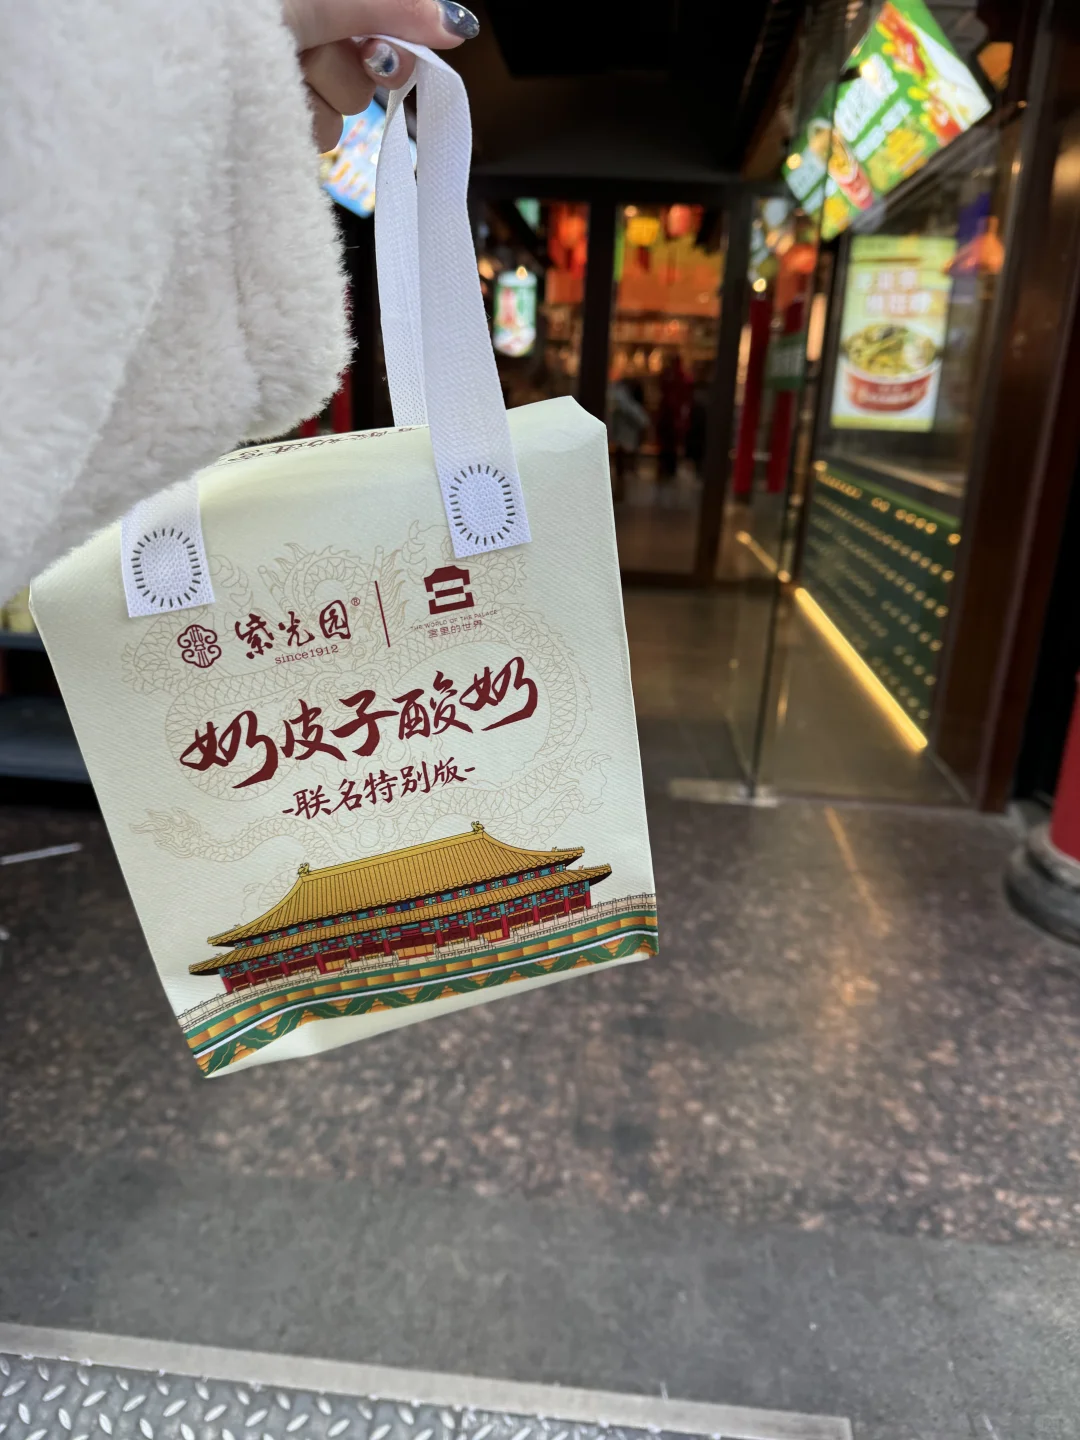 紫光园®
since1912
THE WORLD OF THE PALACE
宫里的世界
奶皮子酸奶
-联名特别版-